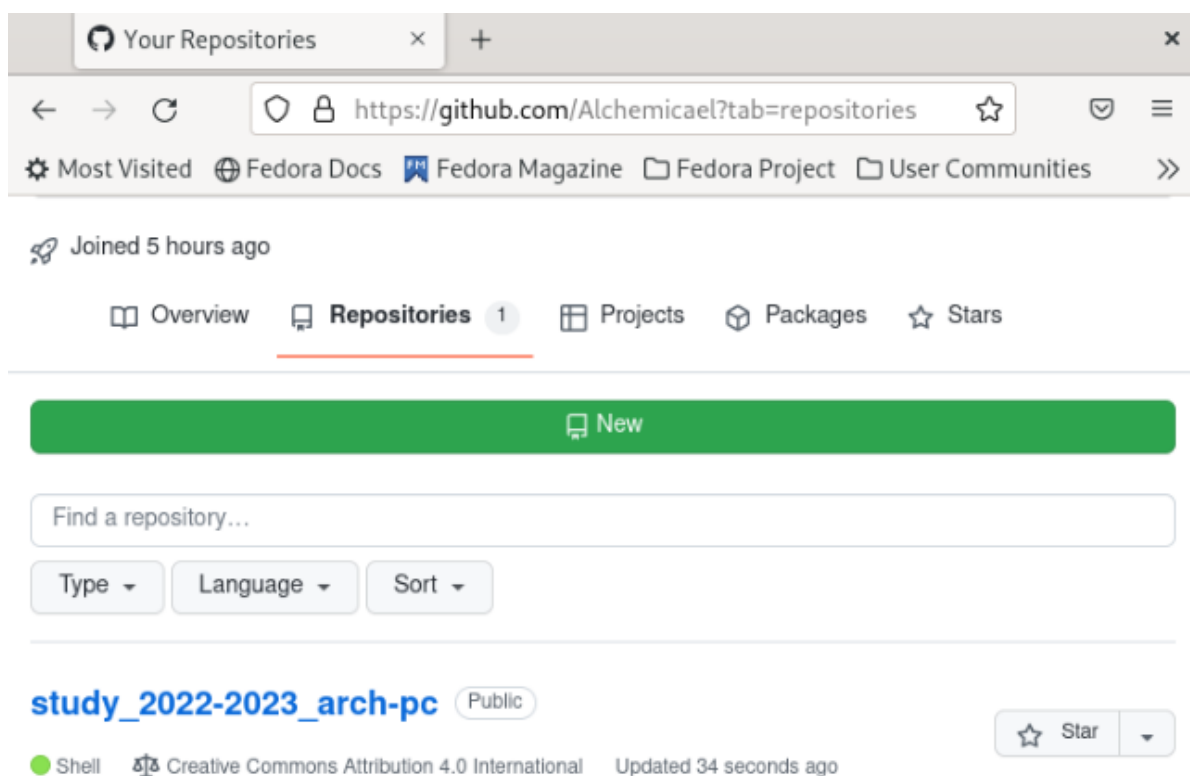 Your Repositories
https://github.com/Alchemicael?tab=repositories
Most Visited Fedora Docs FM Fedora Magazine Fedora Project User Communities
Joined 5 hours ago
Overview Repositories 1 Projects Packages Stars
New
Find a repository…
Type Language Sort
study_2022-2023_arch-pc Public
Star
Shell Creative Commons Attribution 4.0 International Updated 34 seconds ago